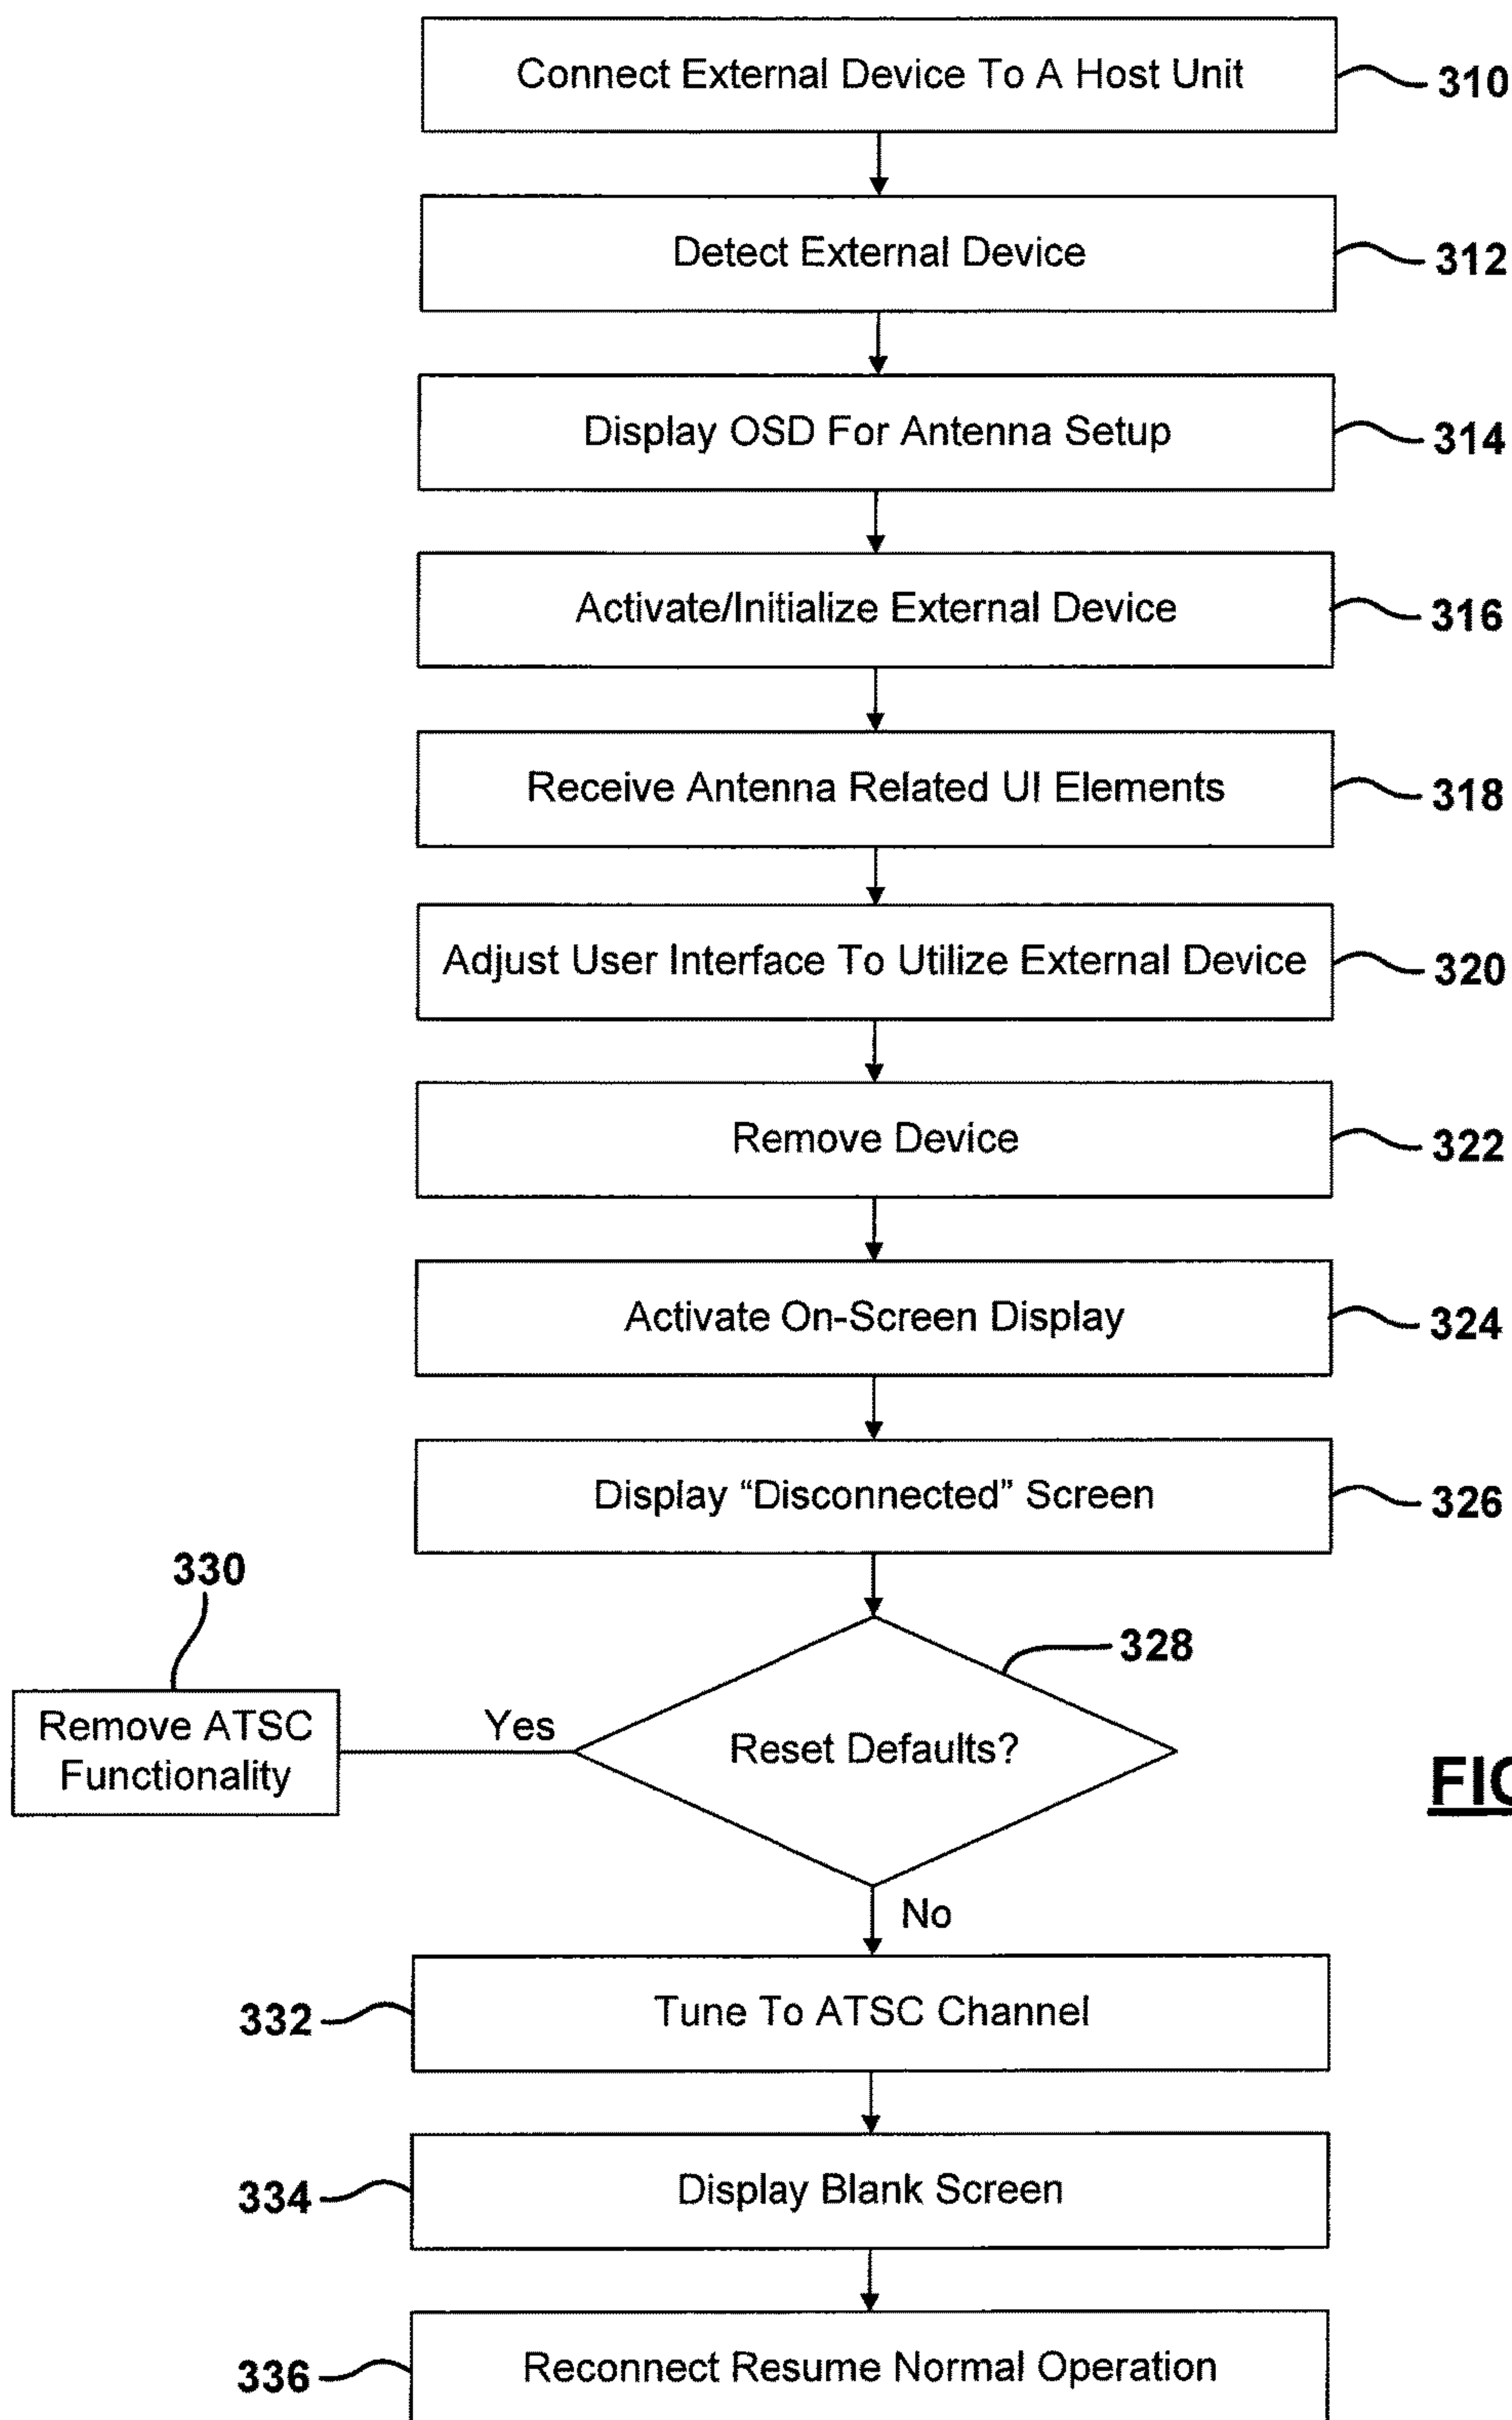 Connect External Device To A Host Unit
310
Detect External Device
312
Display OSD For Antenna Setup
314
Activate/Initialize External Device
316
Receive Antenna Related UI Elements
318
Adjust User Interface To Utilize External Device
320
Remove Device
322
Activate On-Screen Display
324
Display “Disconnected” Screen
326
330
328
Remove ATSC
Functionality
Yes
Reset Defaults?
No
332
Tune To ATSC Channel
334
Display Blank Screen
336
Reconnect Resume Normal Operation